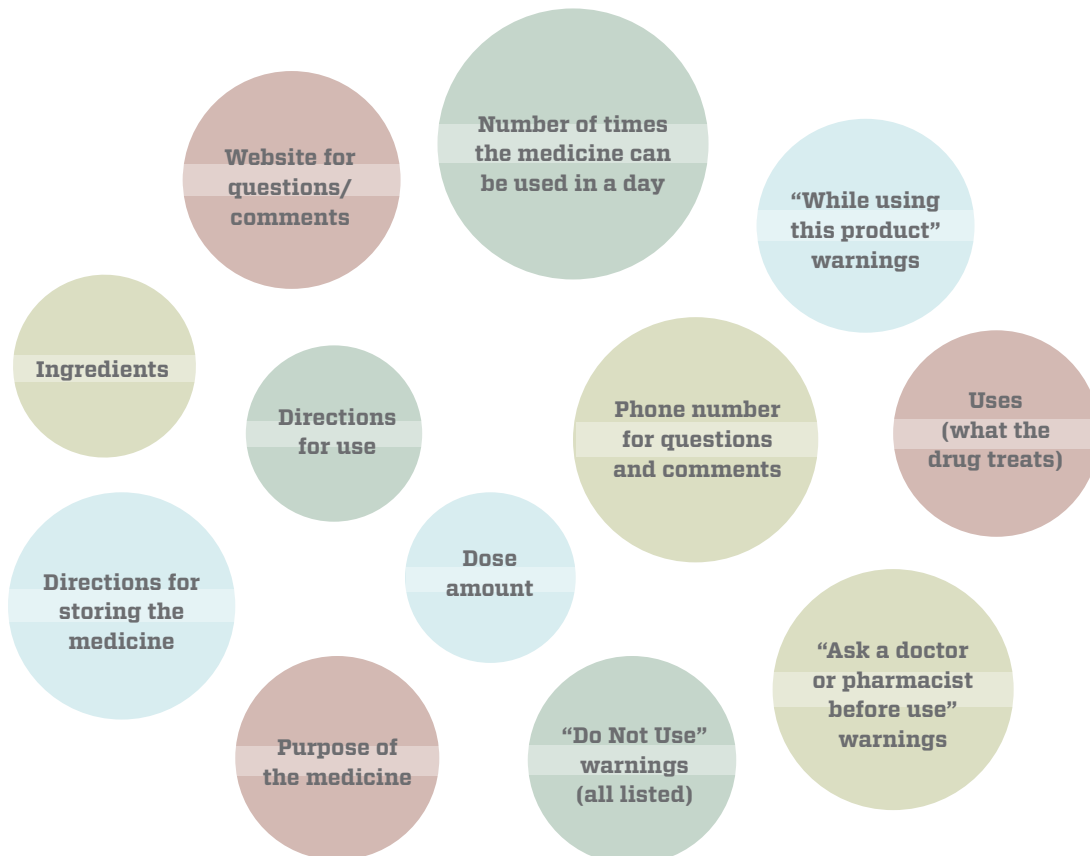 Number of times
the medicine can
be used in a day
Website for
questions/
comments
“While using
this product”
warnings
Ingredients
Directions
for use
Phone number
for questions
and comments
Uses
(what the
drug treats)
Directions for
storing the
medicine
Dose
amount
“Ask a doctor
or pharmacist
before use”
warnings
Purpose of
the medicine
“Do Not Use”
warnings
(all listed)